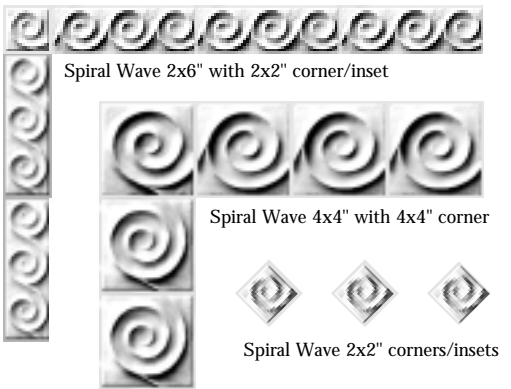 Spiral Wave 2x6" with 2x2" corner/inset
Spiral Wave 4x4" with 4x4" corner
Spiral Wave 2x2" corners/insets